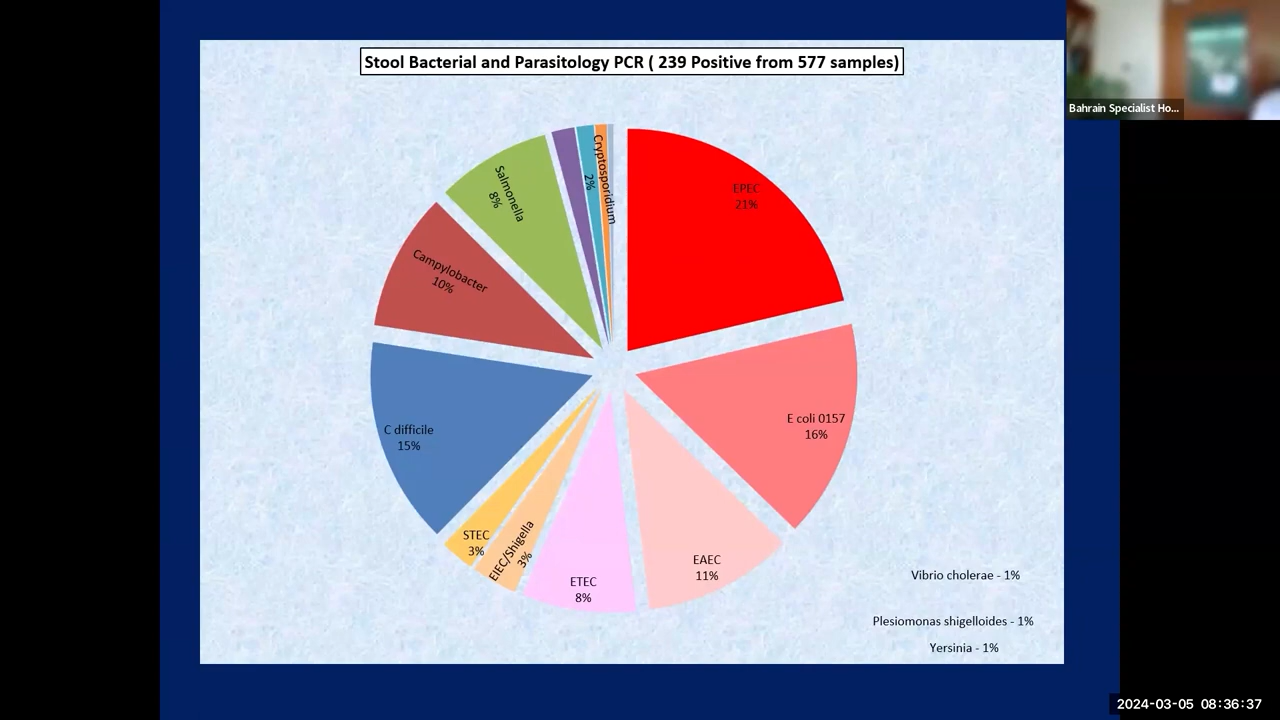 Stool Bacterial and Parasitology PCR ( 239 Positive from 577 samples)
Bahrain Specialist Ho...
EPEC
21%
E coli 0157
16%
EAEC
11%
ETEC
8%
EIEC/Shigella
3%
STEC
3%
C difficile
15%
Campylobacter
10%
Salmonella
8%
2%
Cryptosporidium
Vibrio cholerae - 1%
Plesiomonas shigelloides - 1%
Yersinia - 1%
2024-03-05 08:36:37